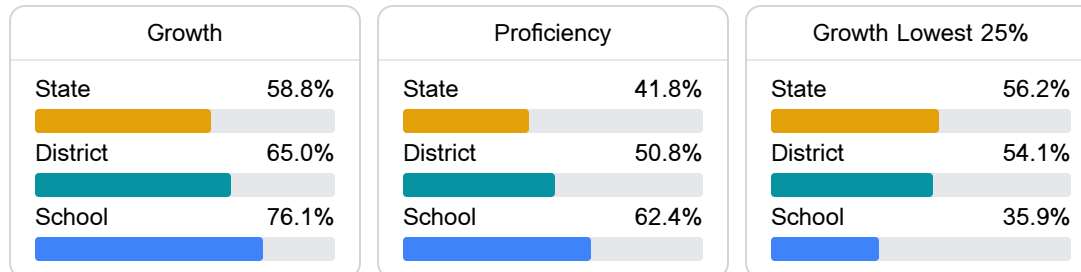 Growth
State 58.8%
District 65.0%
School 76.1%
Proficiency
State 41.8%
District 50.8%
School 62.4%
Growth Lowest 25%
State 56.2%
District 54.1%
School 35.9%